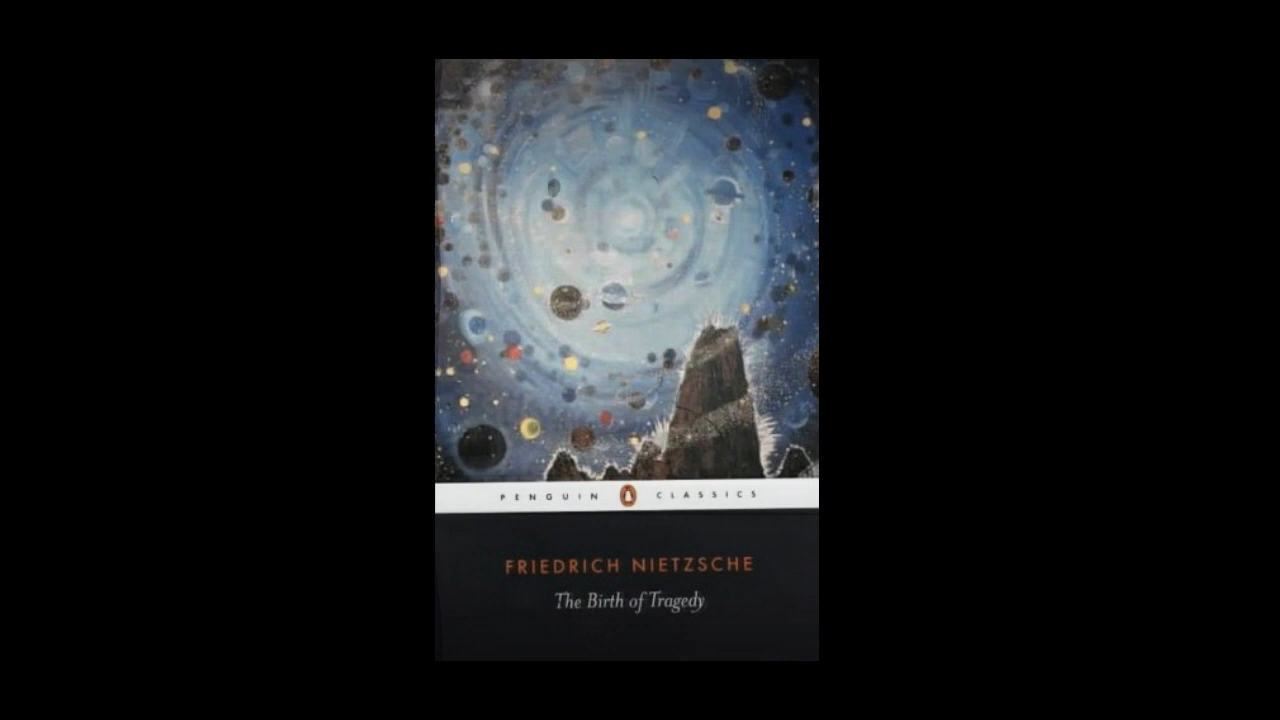 PENGUIN CLASSICS
FRIEDRICH NIETZSCHE
The Birth of Tragedy